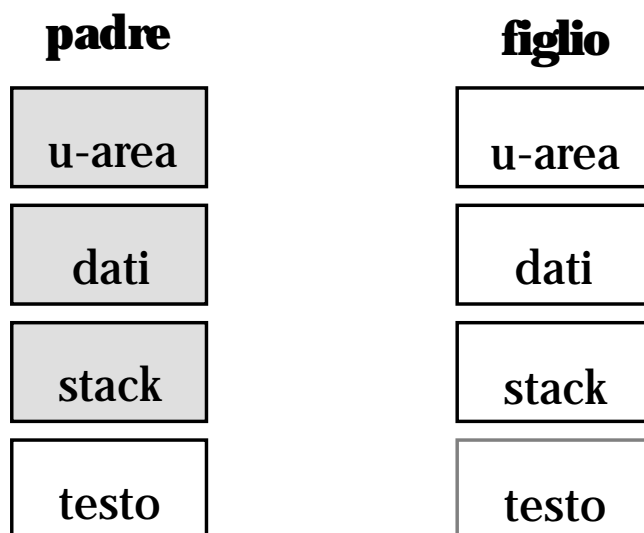 padre figlio
u-area u-area
dati dati
stack stack
testo testo